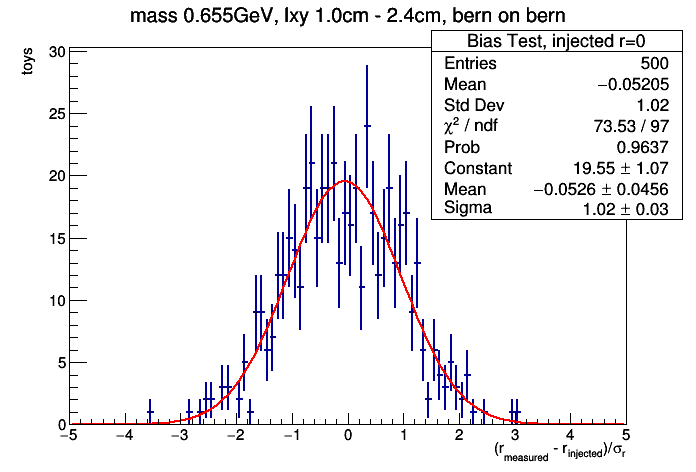 mass 0.655GeV, lxy 1.0cm - 2.4cm, bern on bern
Bias Test, injected r=0
Entries 500
Mean −0.05205
Std Dev 1.02
χ² / ndf 73.53 / 97
Prob 0.9637
Constant 19.55 ± 1.07
Mean −0.0526 ± 0.0456
Sigma 1.02 ± 0.03
toys
30
25
20
15
10
5
0
−5 −4 −3 −2 −1 0 1 2 3 4 5
(r_measured - r_injected)/σ_r